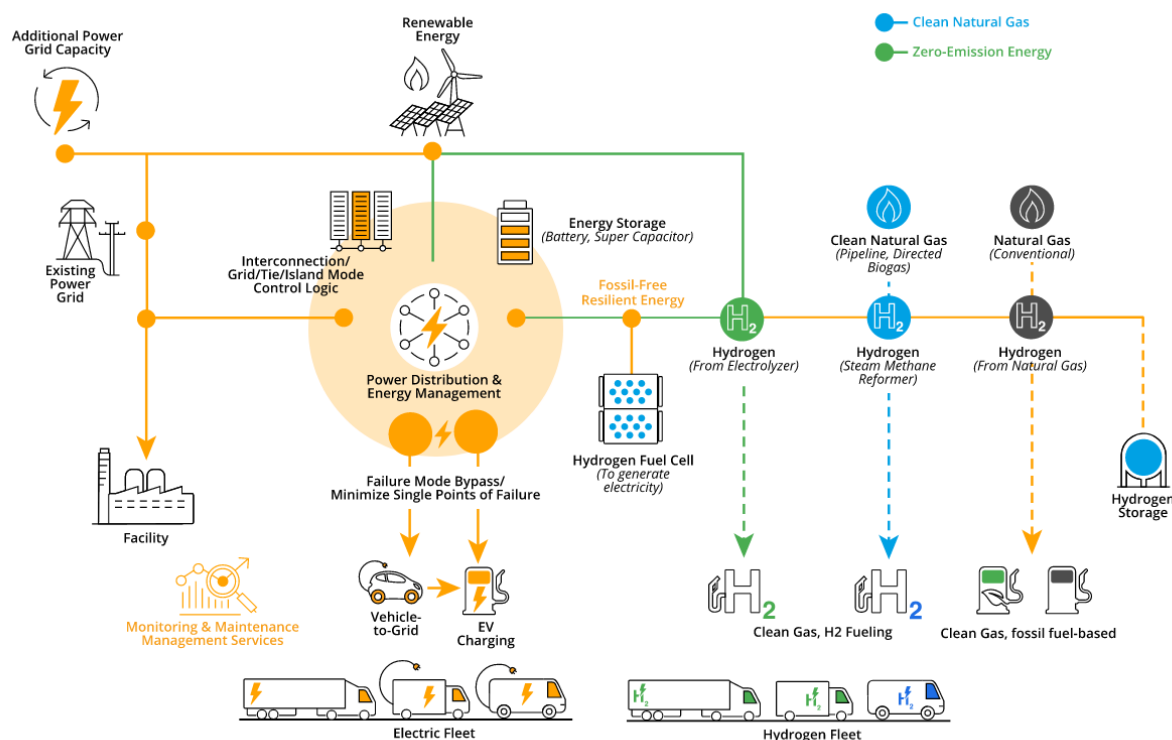 Additional Power
Grid Capacity
Renewable
Energy
Clean Natural Gas
Zero-Emission Energy
Existing
Power
Grid
Interconnection/
Grid/Tie/Island Mode
Control Logic
Energy Storage
(Battery, Super Capacitor)
Clean Natural Gas
(Pipeline, Directed
Biogas)
Natural Gas
(Conventional)
Fossil-Free
Resilient Energy
H2
H2
H2
Hydrogen
(From Electrolyzer)
Hydrogen
(Steam Methane
Reformer)
Hydrogen
(From Natural Gas)
Power Distribution &
Energy Management
Hydrogen Fuel Cell
(To generate
electricity)
Hydrogen
Storage
Failure Mode Bypass/
Minimize Single Points of Failure
Facility
Monitoring & Maintenance
Management Services
Vehicle-
to-Grid
EV
Charging
H2
H2
Clean Gas, H2 Fueling
Clean Gas, fossil fuel-based
H2
H2
H2
Electric Fleet
Hydrogen Fleet